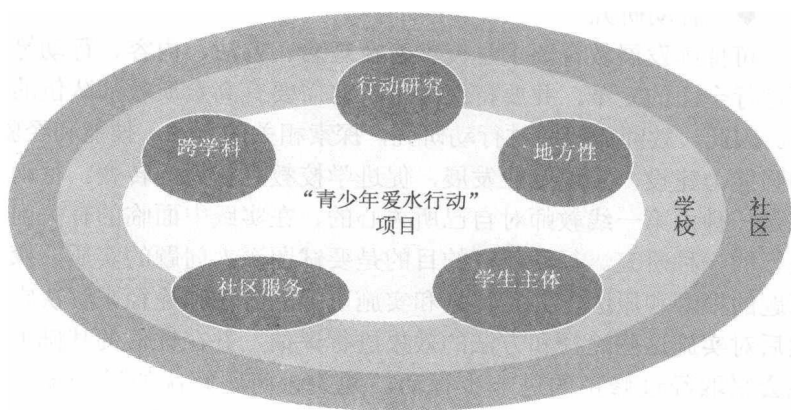 行动研究
跨学科
地方性
“青少年爱水行动”
项目
学校
社区
社区服务
学生主体